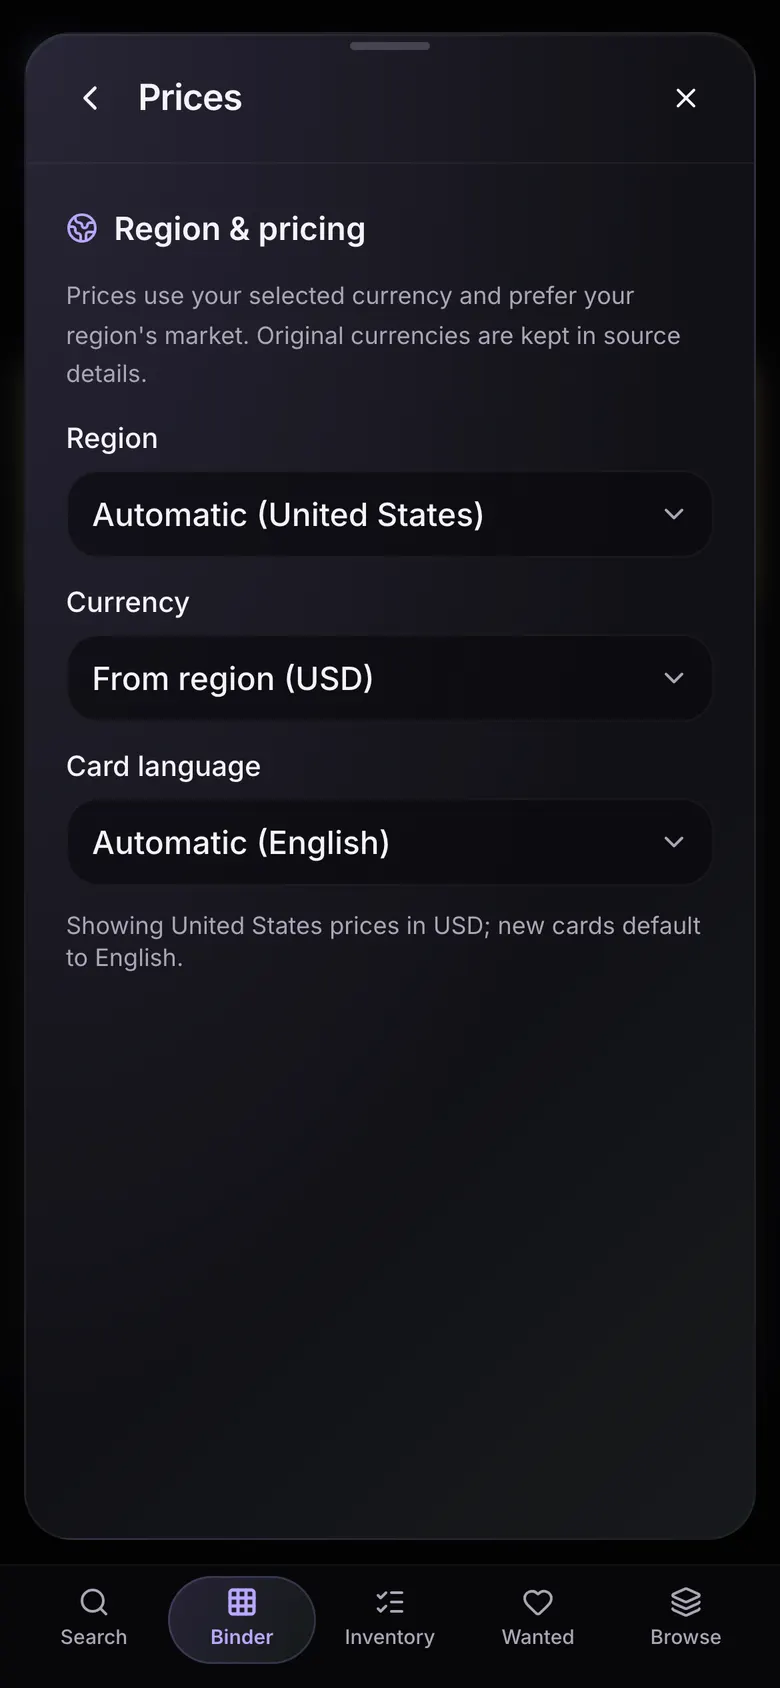 Prices
Region & pricing
Prices use your selected currency and prefer your
region's market. Original currencies are kept in source
details.
Region
Automatic (United States)
Currency
From region (USD)
Card language
Automatic (English)
Showing United States prices in USD; new cards default
to English.
Search
Binder
Inventory
Wanted
Browse